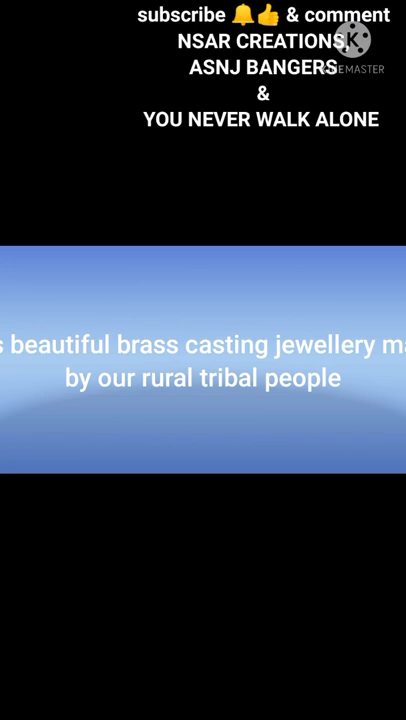 subscribe 🔔👍 & comment
NSAR CREATIONS,
ASNJ BANGERS
KINEMASTER
&
YOU NEVER WALK ALONE
beautiful brass casting jewellery
by our rural tribal people